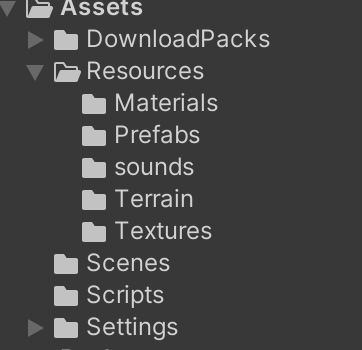 Assets
DownloadPacks
Resources
Materials
Prefabs
sounds
Terrain
Textures
Scenes
Scripts
Settings